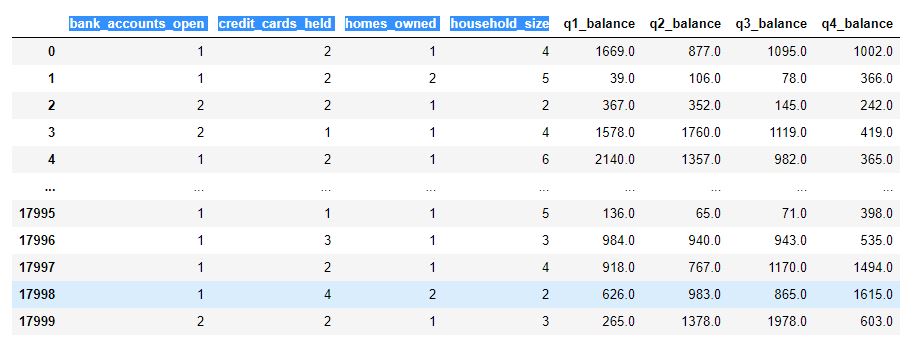 bank_accounts_open credit_cards_held homes_owned household_size q1_balance q2_balance q3_balance q4_balance
0 1 2 1 4 1669.0 877.0 1095.0 1002.0
1 1 2 2 5 39.0 106.0 78.0 366.0
2 2 2 1 2 367.0 352.0 145.0 242.0
3 2 1 1 4 1578.0 1760.0 1119.0 419.0
4 1 2 1 6 2140.0 1357.0 982.0 365.0
... ... ... ... ... ... ... ... ...
17995 1 1 1 5 136.0 65.0 71.0 398.0
17996 1 3 1 3 984.0 940.0 943.0 535.0
17997 1 2 1 4 918.0 767.0 1170.0 1494.0
17998 1 4 2 2 626.0 983.0 865.0 1615.0
17999 2 2 1 3 265.0 1378.0 1978.0 603.0